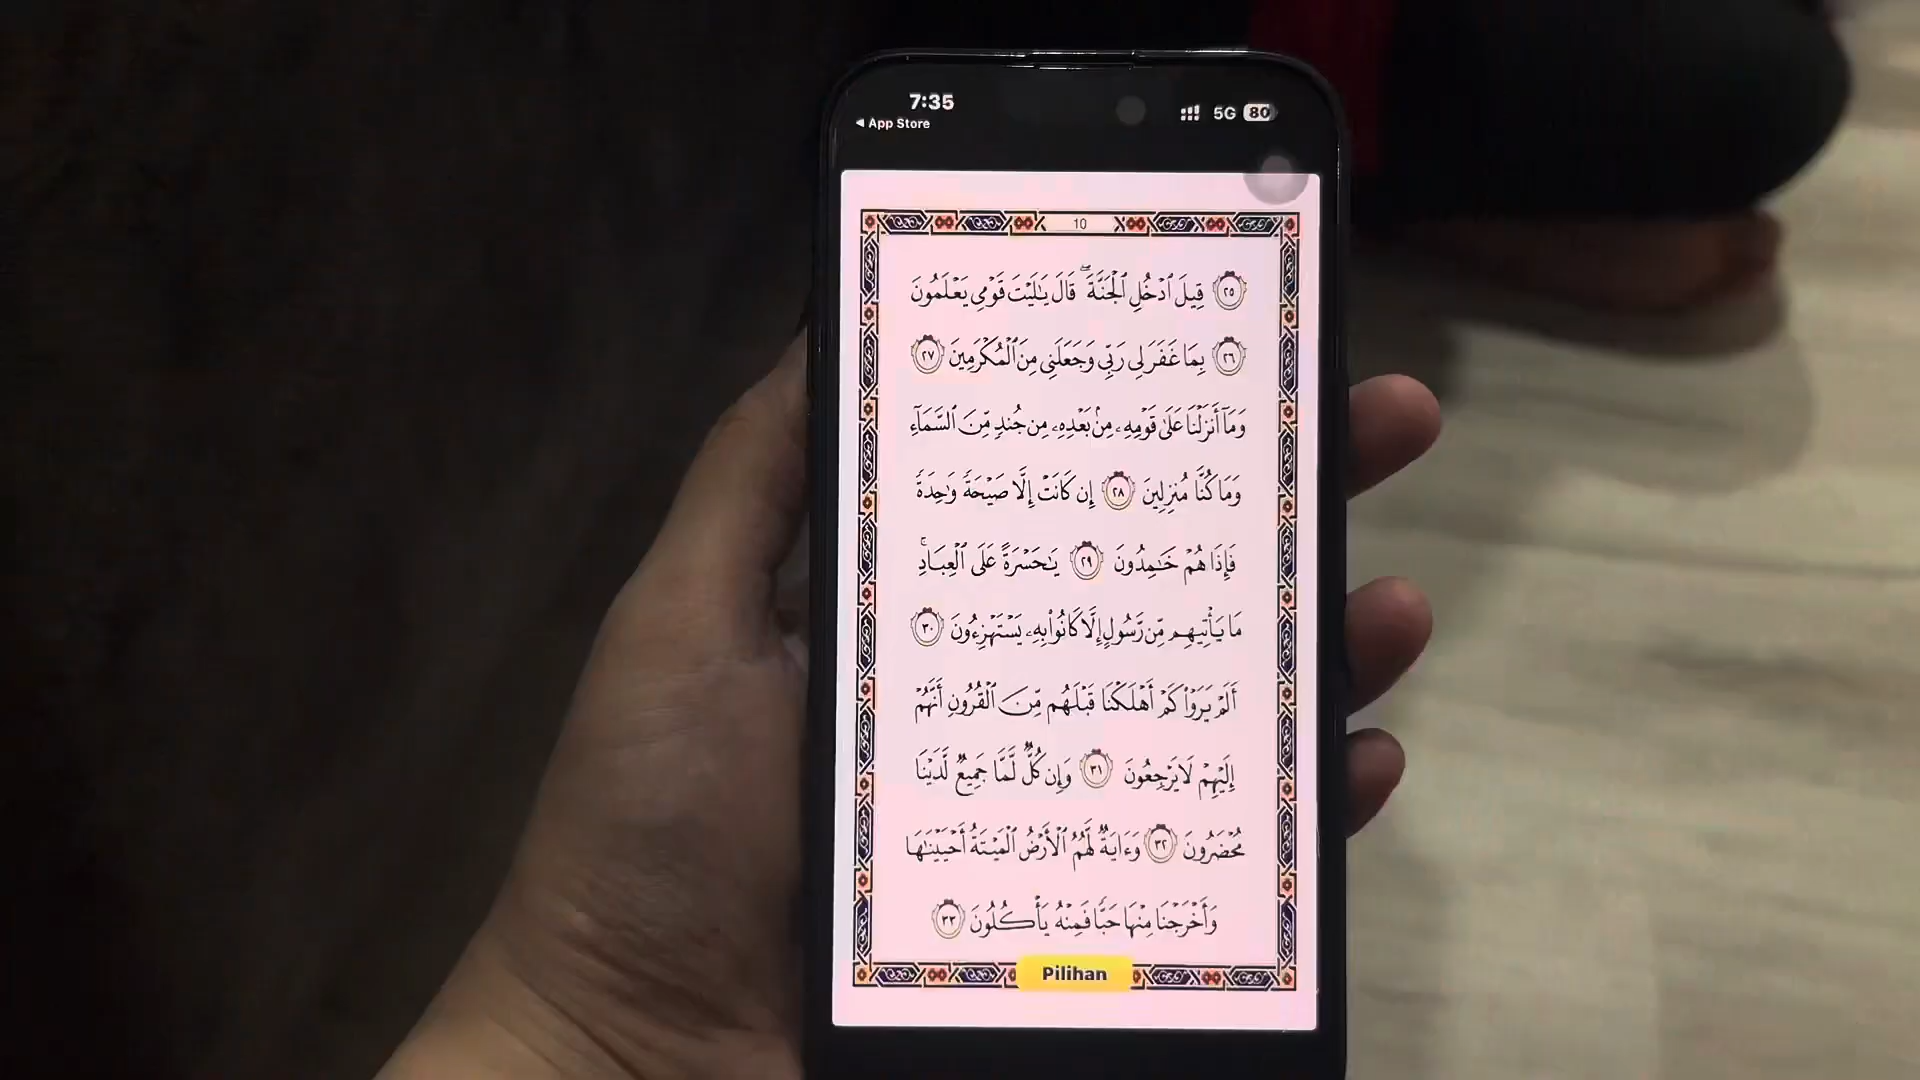 7:35
◀ App Store
5G 80
10
٢٥ قِيلَ ٱدْخُلِ ٱلْجَنَّةَ ۖ قَالَ يَـٰلَيْتَ قَوْمِى يَعْلَمُونَ
٢٦ بِمَا غَفَرَ لِى رَبِّى وَجَعَلَنِى مِنَ ٱلْمُكْرَمِينَ ٢٧
وَمَآ أَنزَلْنَا عَلَىٰ قَوْمِهِۦ مِنۢ بَعْدِهِۦ مِن جُندٍ مِّنَ ٱلسَّمَآءِ
وَمَا كُنَّا مُنزِلِينَ ٢٨ إِن كَانَتْ إِلَّا صَيْحَةً وَٰحِدَةً
فَإِذَا هُمْ خَـٰمِدُونَ ٢٩ يَـٰحَسْرَةً عَلَى ٱلْعِبَادِ ۚ
مَا يَأْتِيهِم مِّن رَّسُولٍ إِلَّا كَانُوا۟ بِهِۦ يَسْتَهْزِءُونَ ٣٠
أَلَمْ يَرَوْا۟ كَمْ أَهْلَكْنَا قَبْلَهُم مِّنَ ٱلْقُرُونِ أَنَّهُمْ
إِلَيْهِمْ لَا يَرْجِعُونَ ٣١ وَإِن كُلٌّ لَّمَّا جَمِيعٌ لَّدَيْنَا
مُحْضَرُونَ ٣٢ وَءَايَةٌ لَّهُمُ ٱلْأَرْضُ ٱلْمَيْتَةُ أَحْيَيْنَـٰهَا
وَأَخْرَجْنَا مِنْهَا حَبًّا فَمِنْهُ يَأْكُلُونَ ٣٣
Pilihan